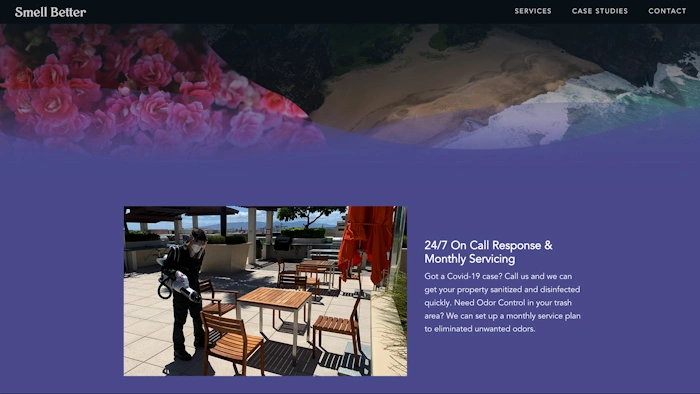 Smell Better
SERVICES CASE STUDIES CONTACT
24/7 On Call Response &
Monthly Servicing
Got a Covid-19 case? Call us and we can
get your property sanitized and disinfected
quickly. Need Odor Control in your trash
area? We can set up a monthly service plan
to eliminated unwanted odors.